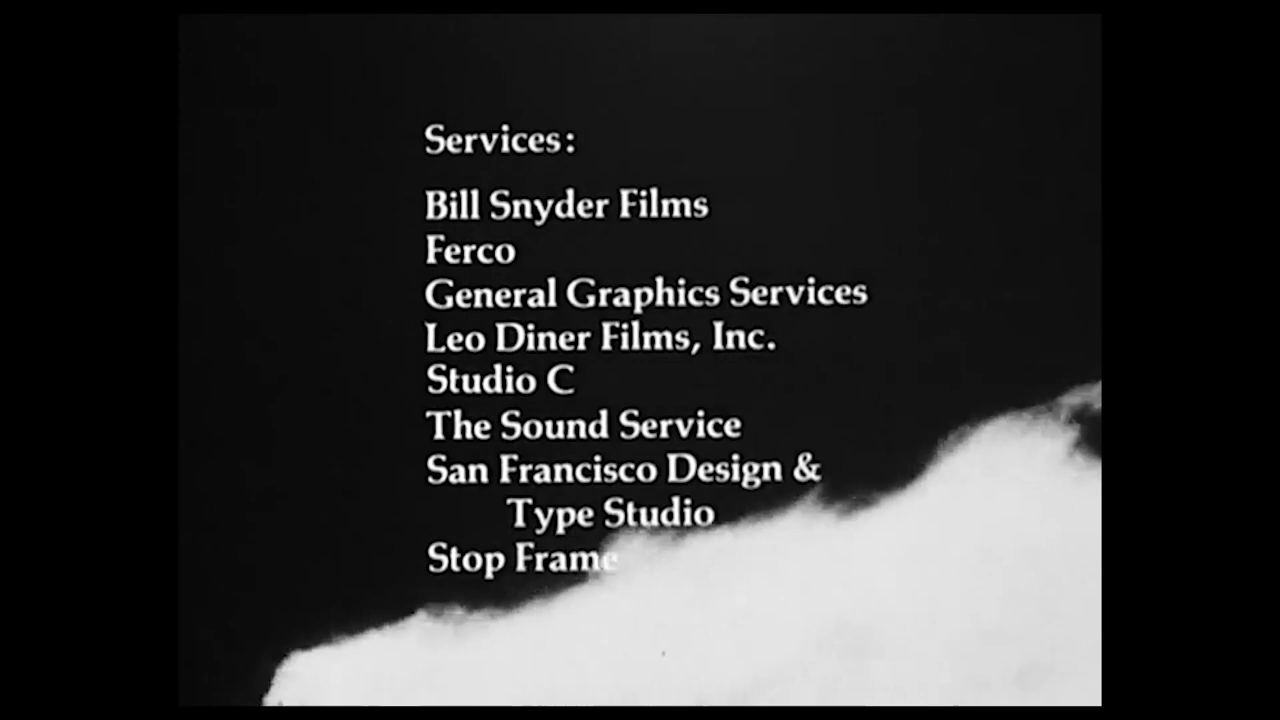 Services:
Bill Snyder Films
Ferco
General Graphics Services
Leo Diner Films, Inc.
Studio C
The Sound Service
San Francisco Design &
Type Studio
Stop Frame